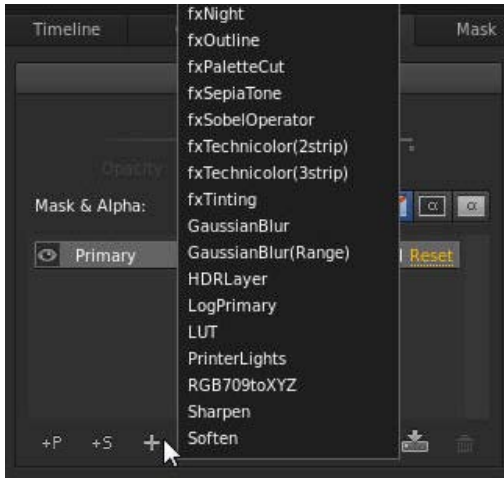 fxNight
Timeline
Mask
fxOutline
fxPaletteCut
fxSepiaTone
fxSobelOperator
fxTechnicolor(2strip)
Opacity
fxTechnicolor(3strip)
Mask & Alpha:
fxTinting
α
α
GaussianBlur
Primary
GaussianBlur(Range)
Reset
HDRLayer
LogPrimary
LUT
PrinterLights
RGB709toXYZ
Sharpen
+P +S +
Soften